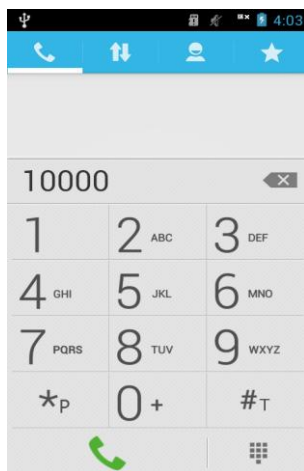 4:03
10000
1 2 ABC 3 DEF
4 GHI 5 JKL 6 MNO
7 PQRS 8 TUV 9 WXYZ
*P 0 + #T